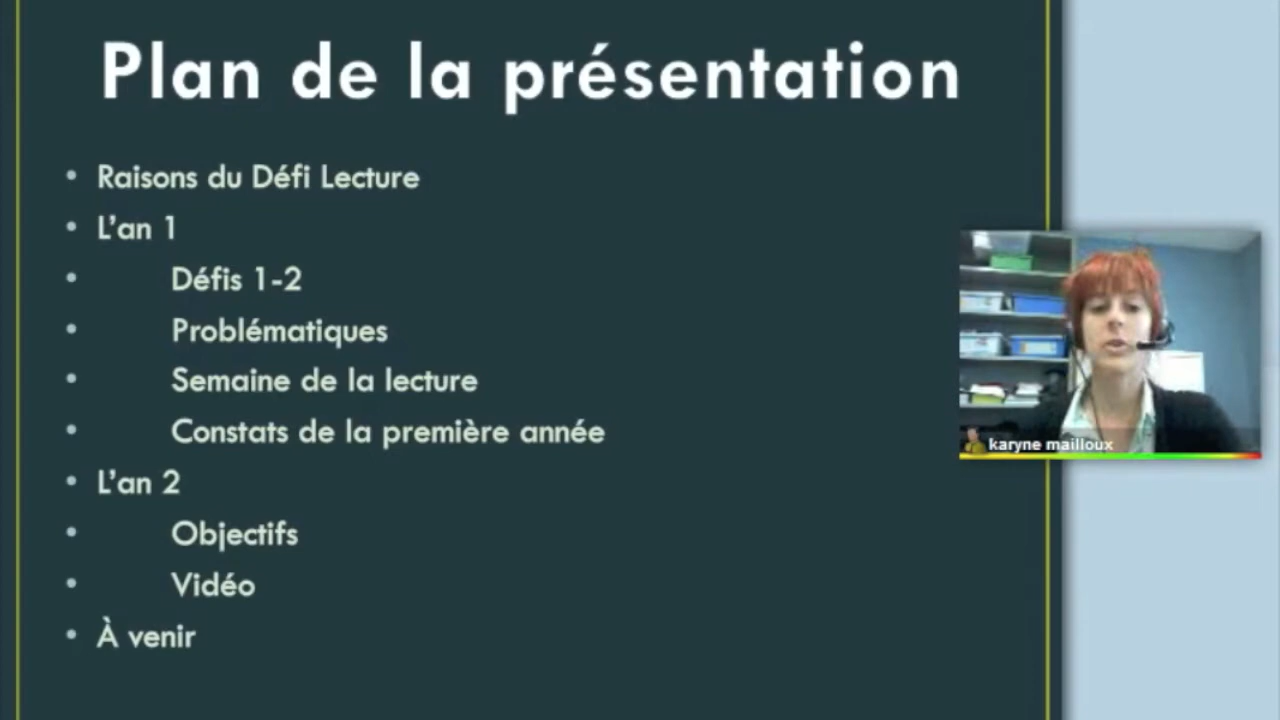 Plan de la présentation
• Raisons du Défi Lecture
• L’an 1
• Défis 1-2
• Problématiques
• Semaine de la lecture
• Constats de la première année
• L’an 2
• Objectifs
• Vidéo
• À venir
karyne mailloux